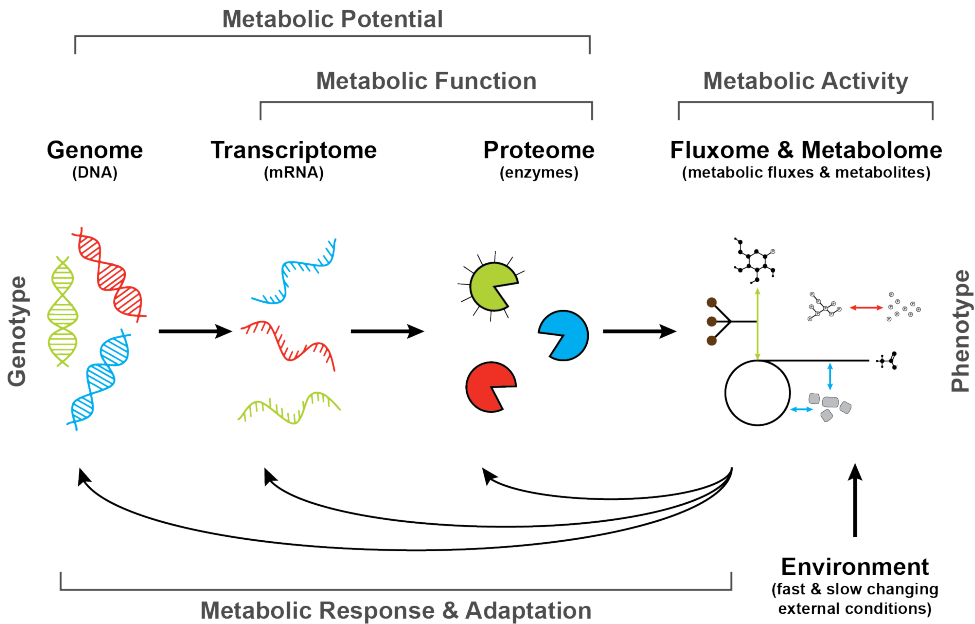 Metabolic Potential
Metabolic Function
Metabolic Activity
Genome
(DNA)
Transcriptome
(mRNA)
Proteome
(enzymes)
Fluxome & Metabolome
(metabolic fluxes & metabolites)
Genotype
Phenotype
Environment
(fast & slow changing
external conditions)
Metabolic Response & Adaptation